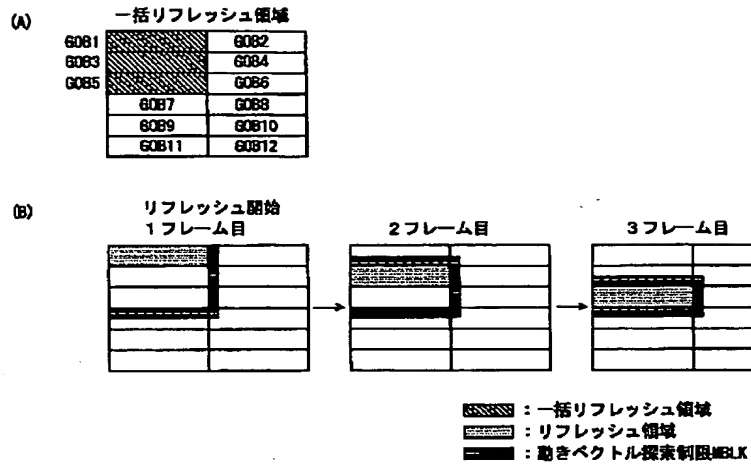 (A)
一括リフレッシュ領域
GOB1 GOB2
GOB3 GOB4
GOB5 GOB6
GOB7 GOB8
GOB9 GOB10
GOB11 GOB12
(B)
リフレッシュ開始
1フレーム目 2フレーム目 3フレーム目
:一括リフレッシュ領域
:リフレッシュ領域
:動きベクトル探索制限MBLK